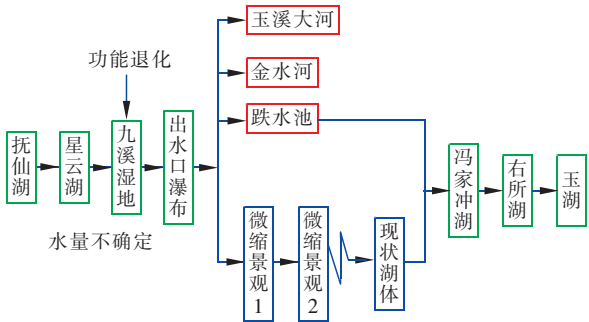 玉溪大河
功能退化
金水河
跌水池
抚仙湖
星云湖
九溪湿地
出水口瀑布
冯家冲湖
右所湖
玉湖
水量不确定
微缩景观1
微缩景观2
现状湖体